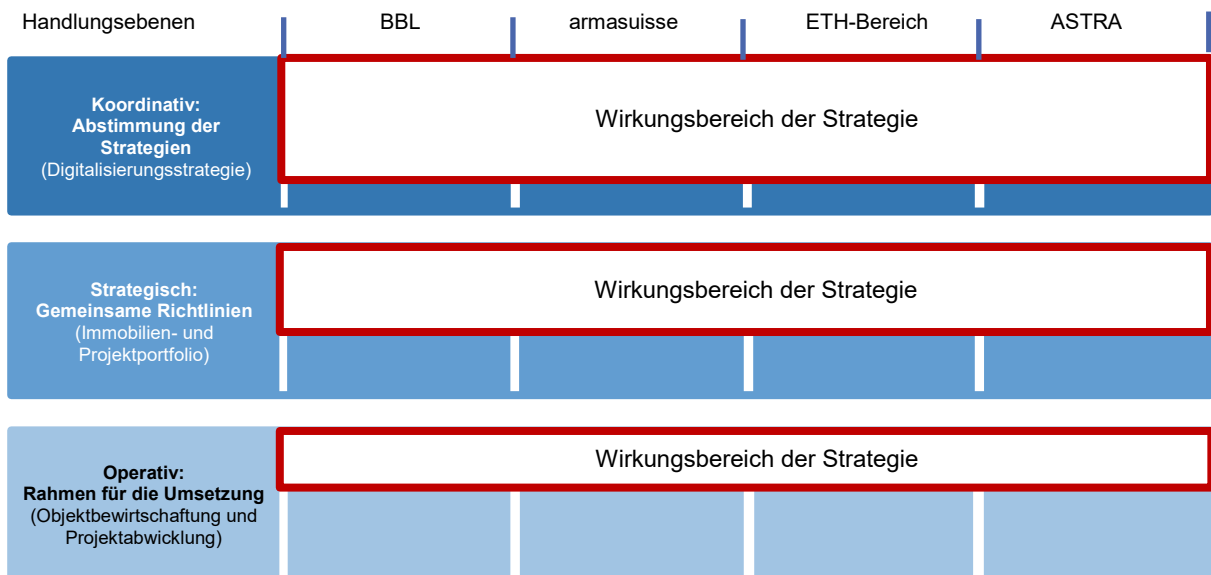 Handlungsebenen BBL armasuisse ETH-Bereich ASTRA
Koordinativ:
Abstimmung der
Strategien
(Digitalisierungsstrategie)
Wirkungsbereich der Strategie
Strategisch:
Gemeinsame Richtlinien
(Immobilien- und
Projektportfolio)
Wirkungsbereich der Strategie
Operativ:
Rahmen für die Umsetzung
(Objektbewirtschaftung und
Projektabwicklung)
Wirkungsbereich der Strategie